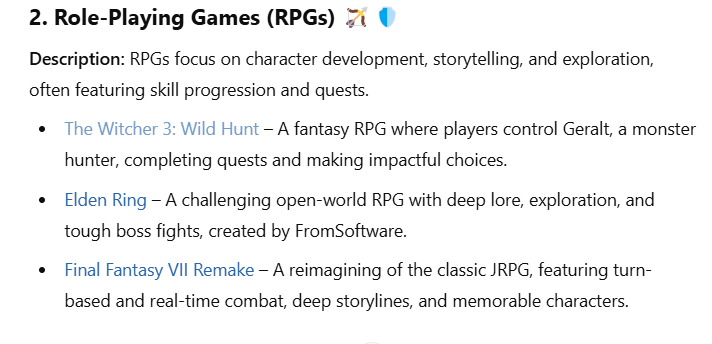 2. Role-Playing Games (RPGs) 🏹 🛡️
Description: RPGs focus on character development, storytelling, and exploration,
often featuring skill progression and quests.
• The Witcher 3: Wild Hunt – A fantasy RPG where players control Geralt, a monster
hunter, completing quests and making impactful choices.
• Elden Ring – A challenging open-world RPG with deep lore, exploration, and
tough boss fights, created by FromSoftware.
• Final Fantasy VII Remake – A reimagining of the classic JRPG, featuring turn-
based and real-time combat, deep storylines, and memorable characters.